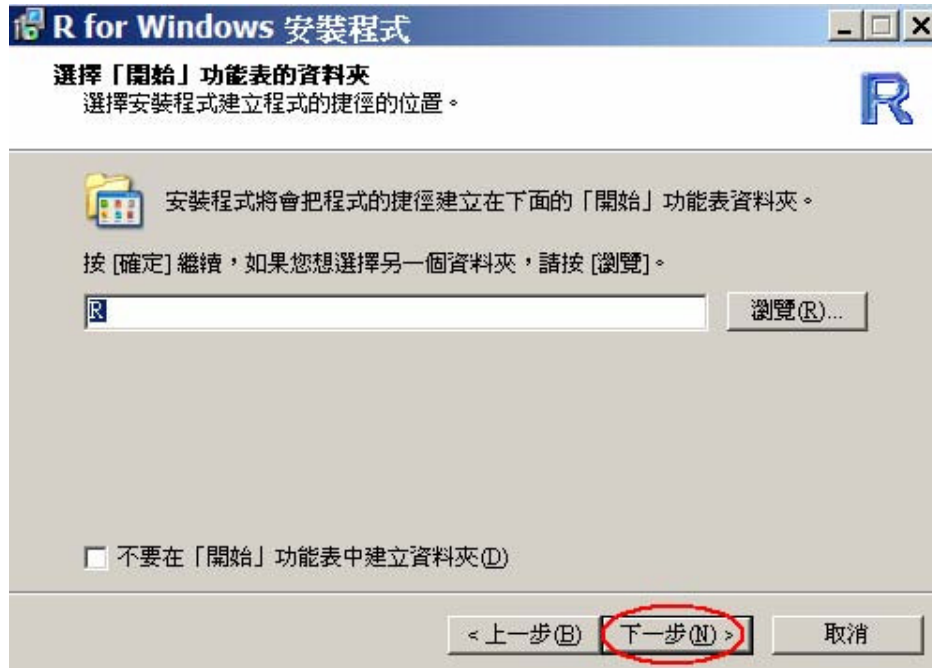 R for Windows 安裝程式
選擇「開始」功能表的資料夾
選擇安裝程式建立程式的捷徑的位置。
R
安裝程式將會把程式的捷徑建立在下面的「開始」功能表資料夾。
按 [確定] 繼續，如果您想選擇另一個資料夾，請按 [瀏覽]。
R
瀏覽(R)...
不要在「開始」功能表中建立資料夾(D)
< 上一步(B)
下一步(N) >
取消